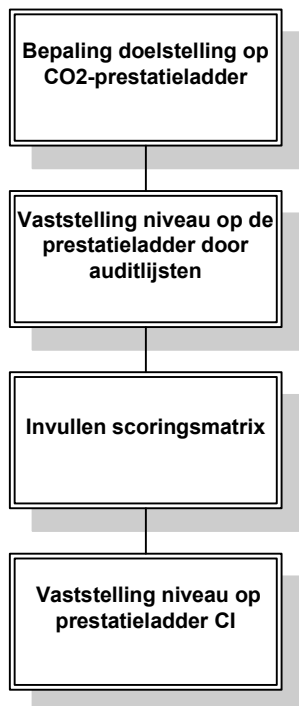 Bepaling doelstelling op
CO2-prestatieladder
Vaststelling niveau op de
prestatieladder door
auditlijsten
Invullen scoringsmatrix
Vaststelling niveau op
prestatieladder CI